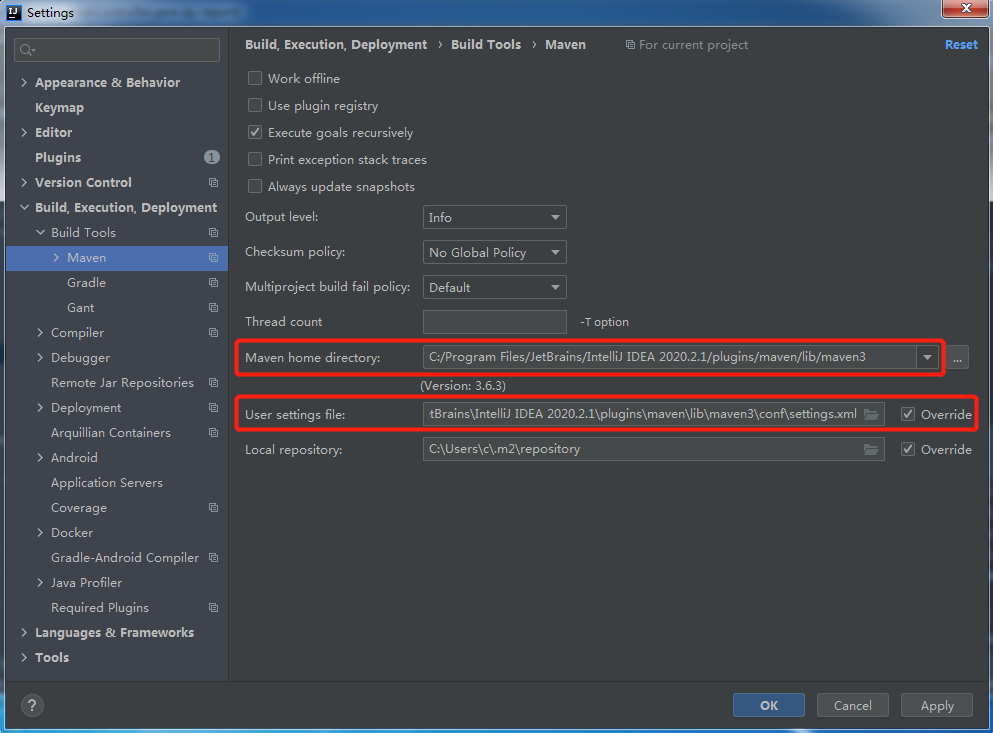 Settings
Build, Execution, Deployment › Build Tools › Maven For current project Reset
Appearance & Behavior
Keymap
Editor
Plugins 1
Version Control
Build, Execution, Deployment
Build Tools
Maven
Gradle
Gant
Compiler
Debugger
Remote Jar Repositories
Deployment
Arquillian Containers
Android
Application Servers
Coverage
Docker
Gradle-Android Compiler
Java Profiler
Required Plugins
Languages & Frameworks
Tools
Work offline
Use plugin registry
Execute goals recursively
Print exception stack traces
Always update snapshots
Output level: Info
Checksum policy: No Global Policy
Multiproject build fail policy: Default
Thread count -T option
Maven home directory: C:/Program Files/JetBrains/IntelliJ IDEA 2020.2.1/plugins/maven/lib/maven3 ...
(Version: 3.6.3)
User settings file: tBrains\IntelliJ IDEA 2020.2.1\plugins\maven\lib\maven3\conf\settings.xml Override
Local repository: C:\Users\c\.m2\repository Override
? OK Cancel Apply